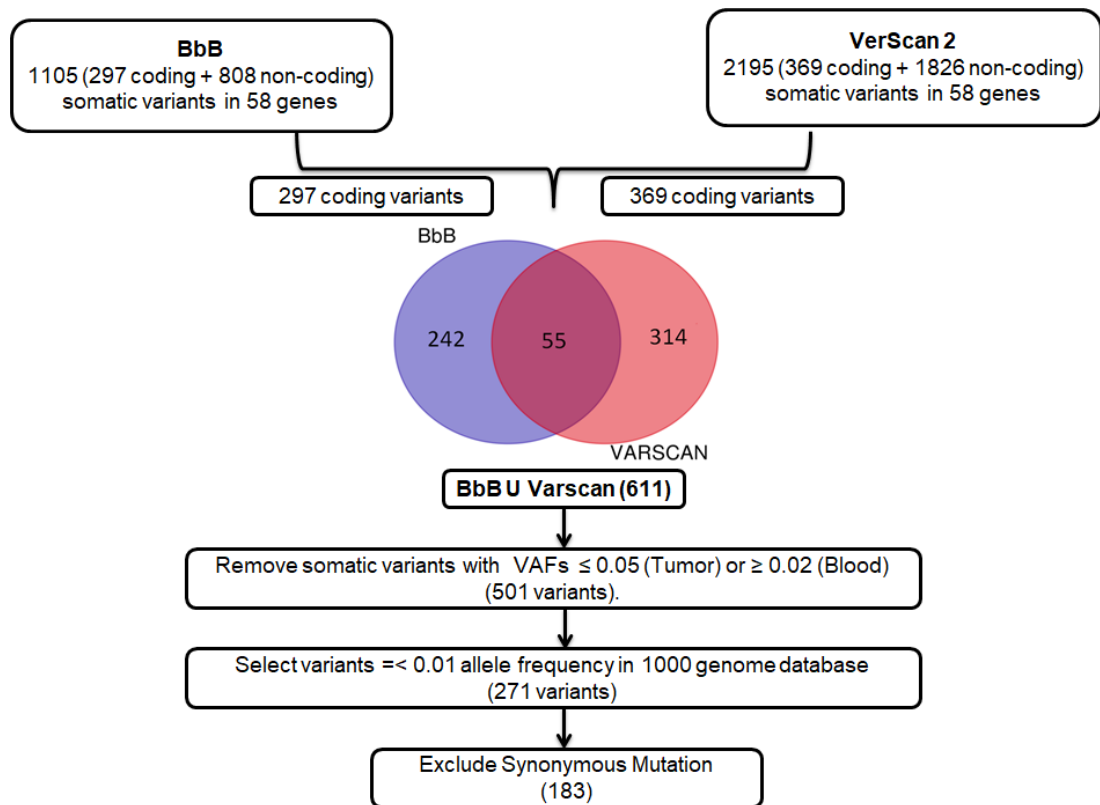 BbB
1105 (297 coding + 808 non-coding)
somatic variants in 58 genes
VerScan 2
2195 (369 coding + 1826 non-coding)
somatic variants in 58 genes
297 coding variants
369 coding variants
BbB
242
55
314
VARSCAN
BbB U Varscan (611)
Remove somatic variants with VAFs ≤ 0.05 (Tumor) or ≥ 0.02 (Blood)
(501 variants).
Select variants =< 0.01 allele frequency in 1000 genome database
(271 variants)
Exclude Synonymous Mutation
(183)